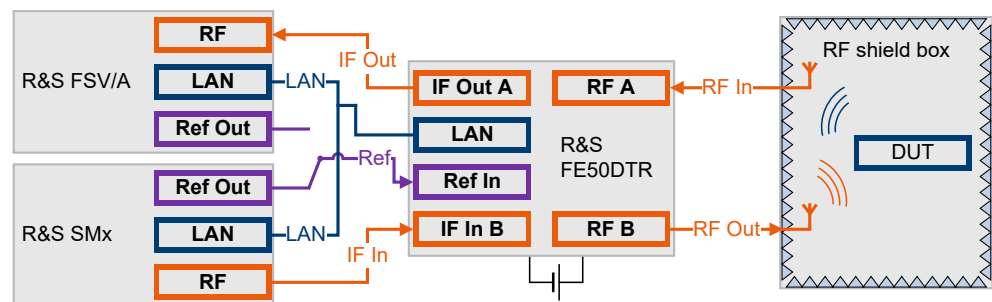 RF
R&S FSV/A
LAN
Ref Out
Ref Out
R&S SMx
LAN
RF
IF Out
LAN
Ref
LAN
IF In
IF Out A
RF A
LAN
R&S
FE50DTR
Ref In
IF In B
RF B
RF In
RF Out
RF shield box
DUT